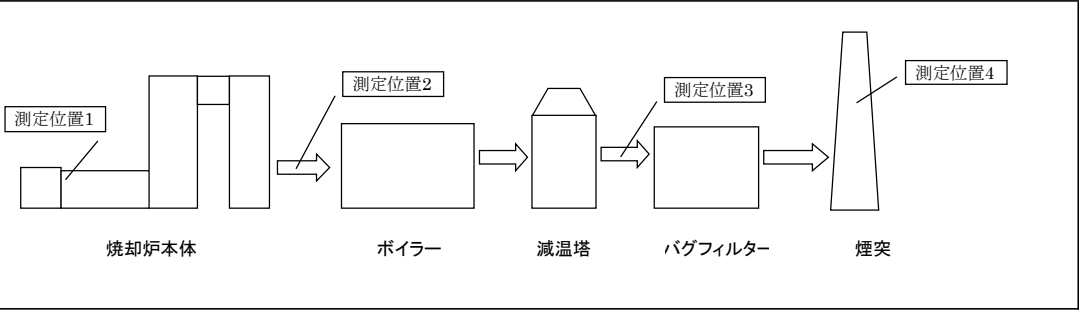 測定位置1
測定位置2
測定位置3
測定位置4
焼却炉本体
ボイラー
減温塔
バグフィルター
煙突